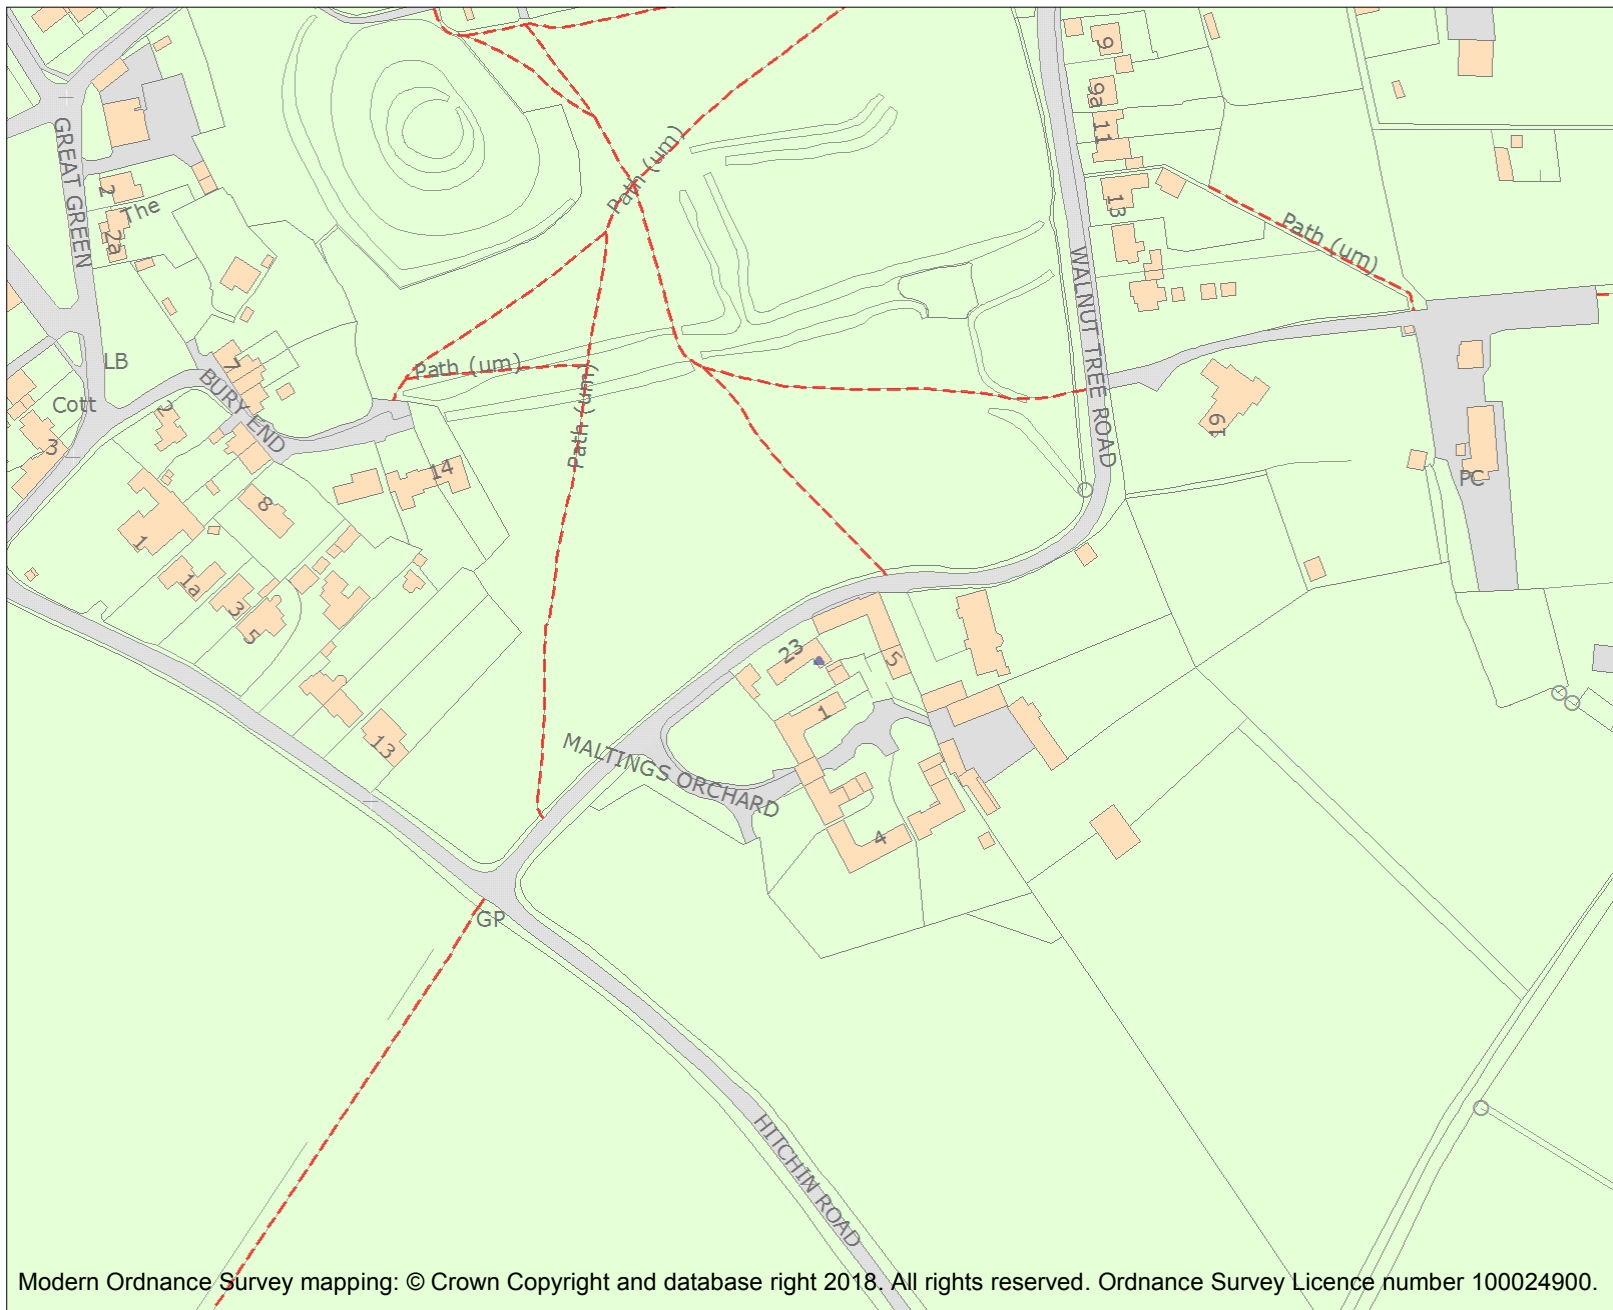 9
9a
11
13
GREAT GREEN
2
The
2a
Path (um)
Path (um)
WALNUT TREE ROAD
LB
7
BURY END
2
Cott
3
Path (um)
Path (um)
14
8
1
1a
3
5
19
PC
23
5
1
13
MALTINGS ORCHARD
4
GP
HITCHIN ROAD
Modern Ordnance Survey mapping: © Crown Copyright and database right 2018. All rights reserved. Ordnance Survey Licence number 100024900.